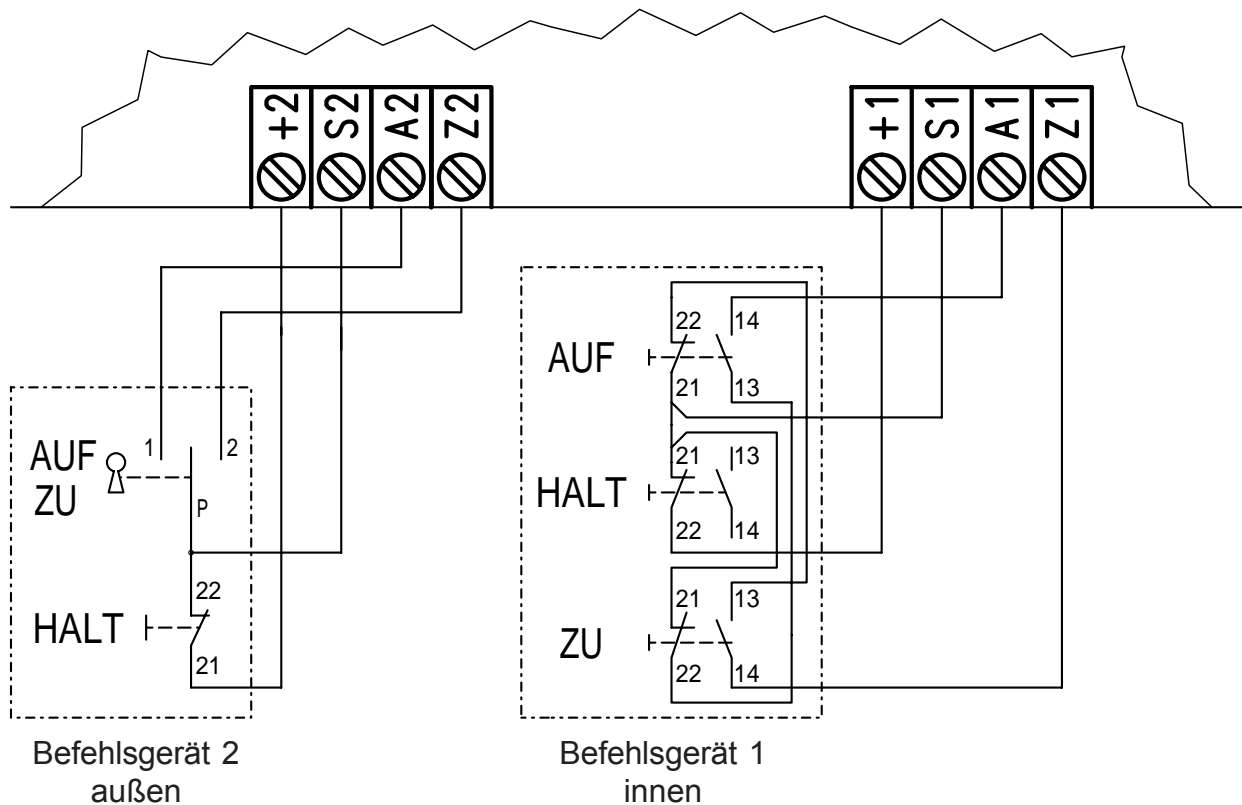 +2 S2 A2 Z2
+1 S1 A1 Z1
AUF
ZU
1 2
P
22
HALT
21
22 14
AUF
21 13
21 13
HALT
22 14
21 13
ZU
22 14
Befehlsgerät 2
außen
Befehlsgerät 1
innen